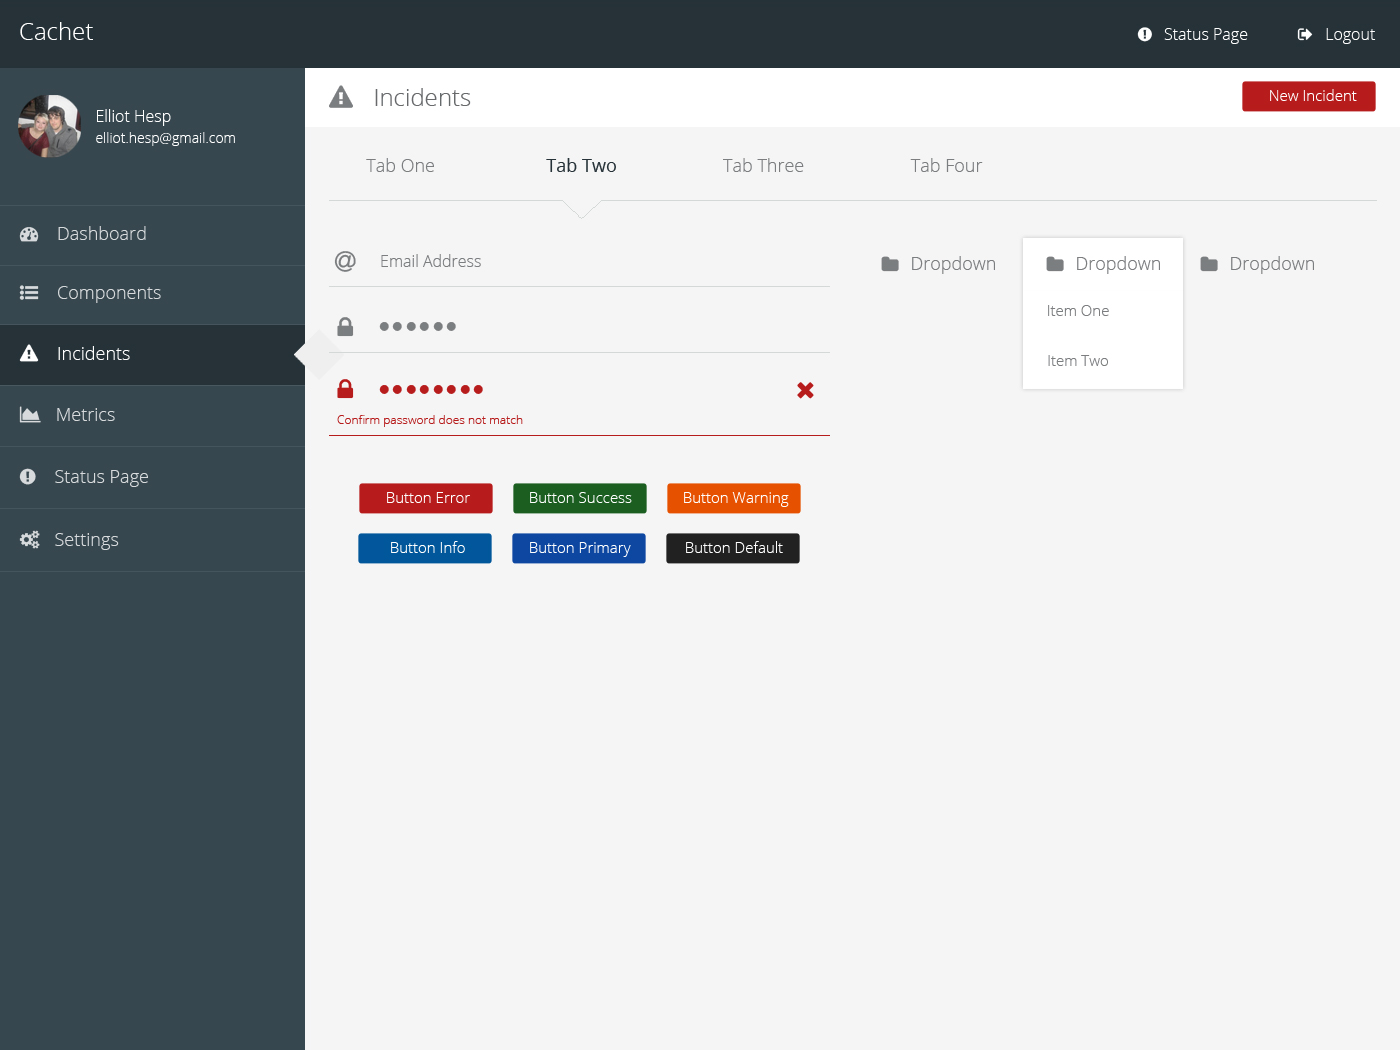 Cachet
Status Page
Logout
Elliot Hesp
elliot.hesp@gmail.com
Dashboard
Components
Incidents
Metrics
Status Page
Settings
Incidents
New Incident
Tab One
Tab Two
Tab Three
Tab Four
Email Address
Confirm password does not match
Button Error
Button Success
Button Warning
Button Info
Button Primary
Button Default
Dropdown
Dropdown
Dropdown
Item One
Item Two